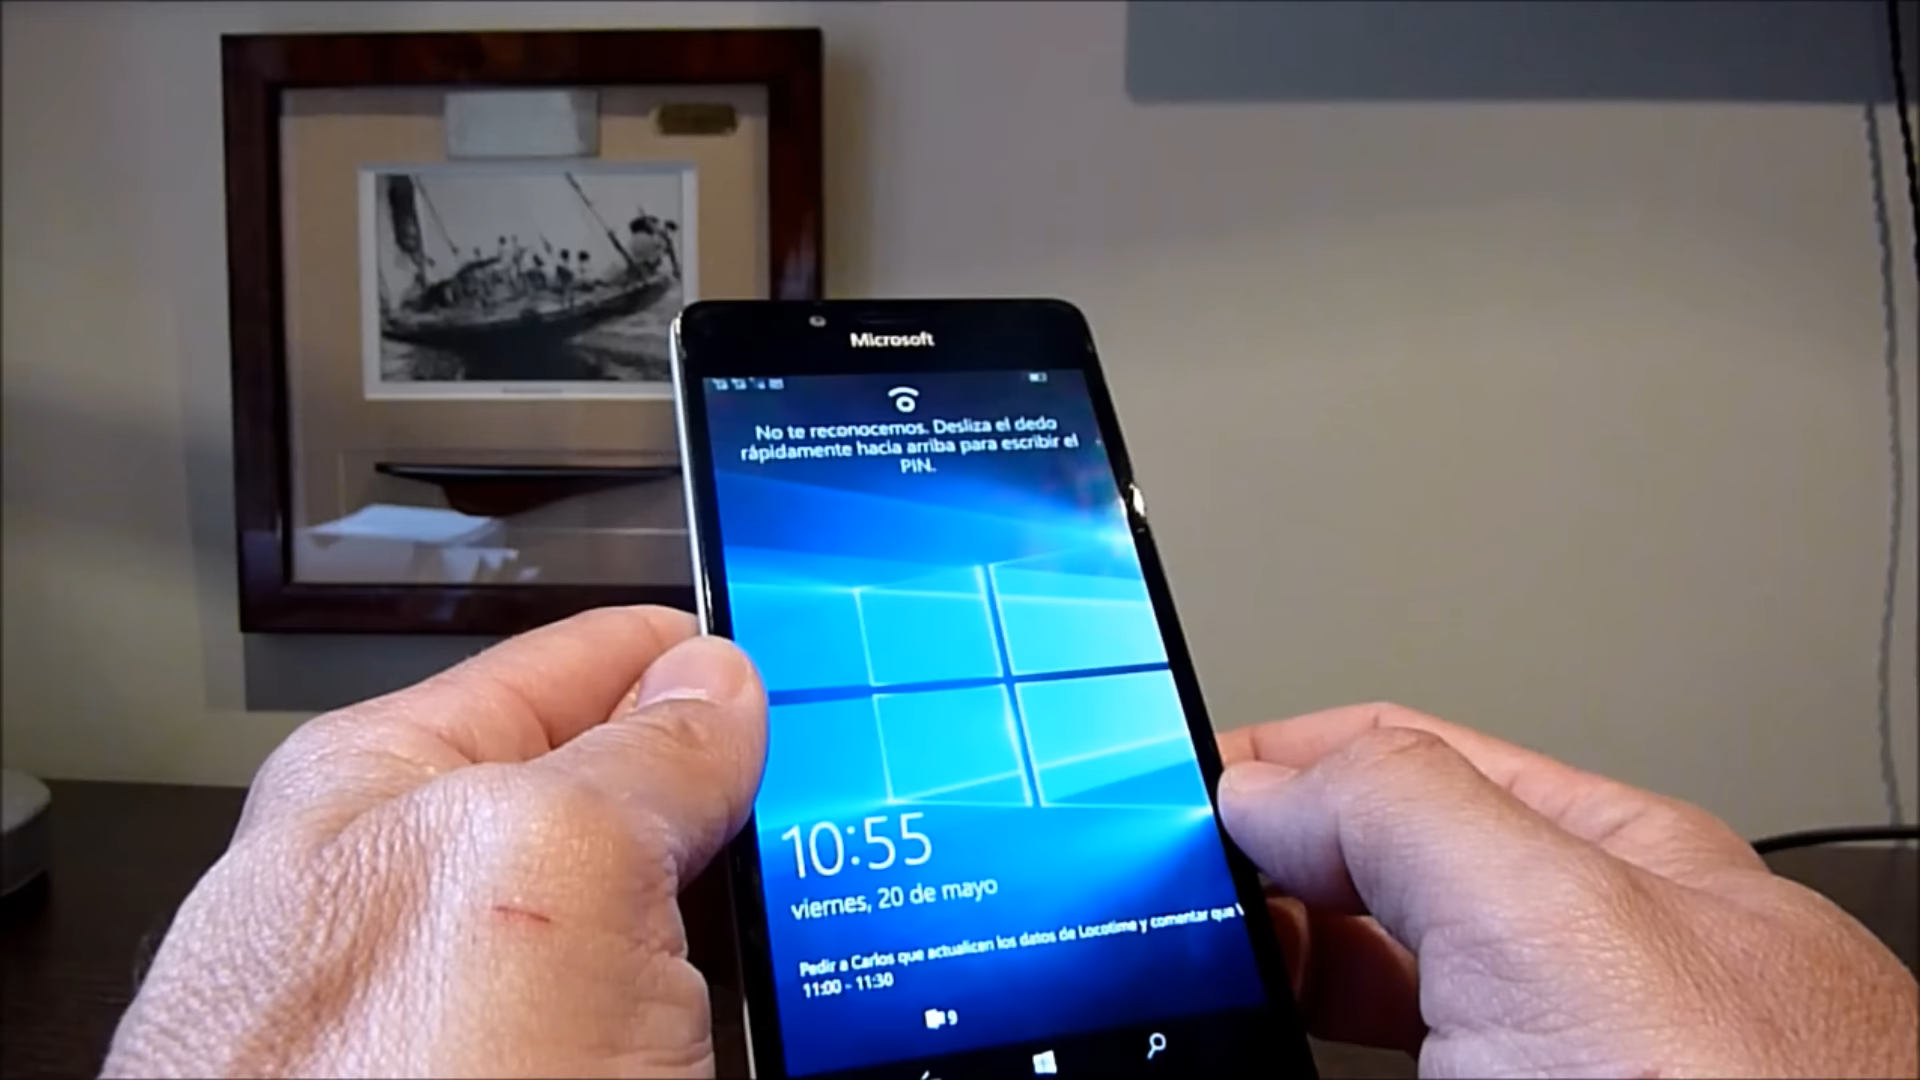 Microsoft
No te reconocemos. Desliza el dedo
rápidamente hacia arriba para escribir el
PIN.
10:55
viernes, 20 de mayo
Pedir a Carlos que actualicen los datos de Locotime y comentar que
11:00 - 11:30
9